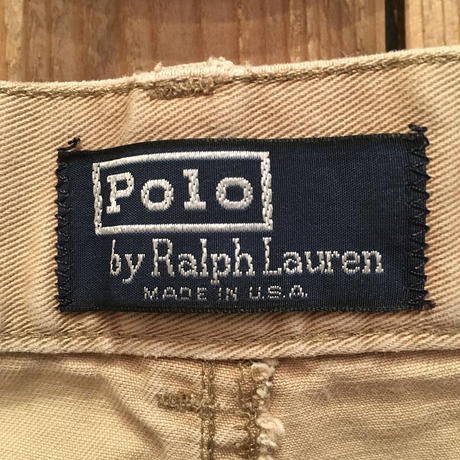 Polo
by Ralph Lauren
MADE IN U.S.A.